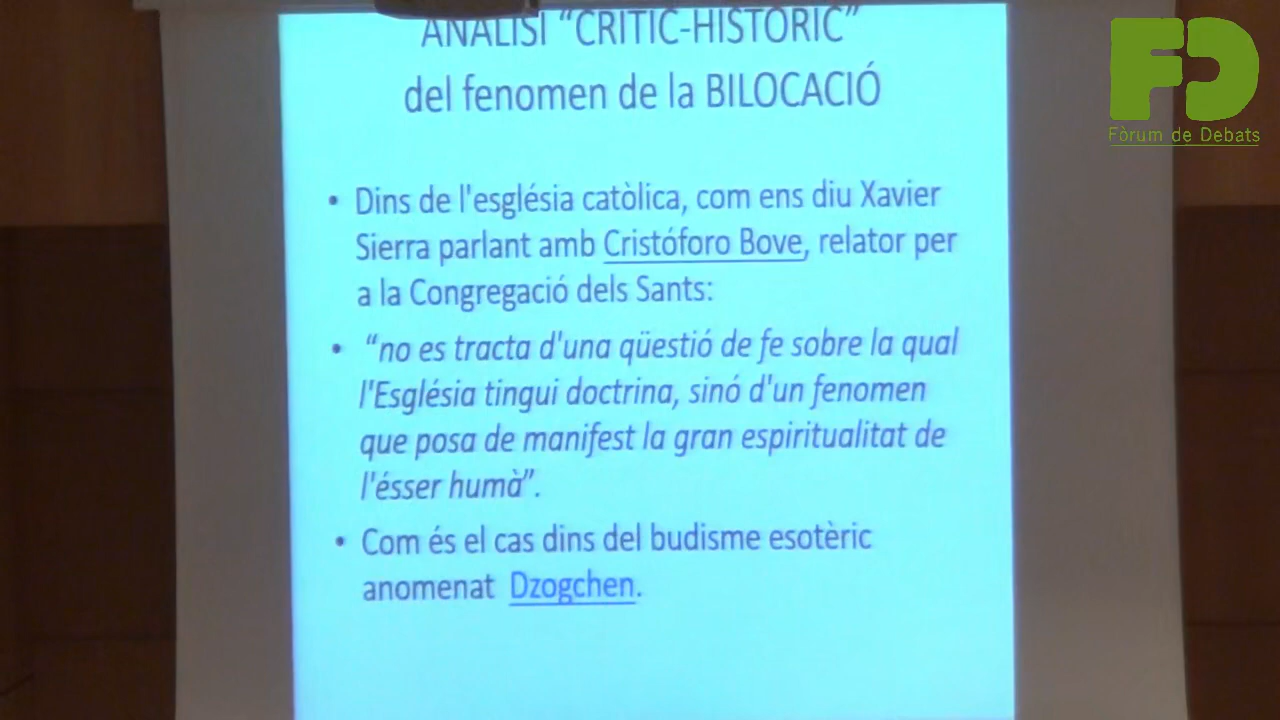 ANÀLISI “CRÍTIC-HISTÒRIC”
del fenomen de la BILOCACIÓ
• Dins de l'església catòlica, com ens diu Xavier
Sierra parlant amb Cristóforo Bove, relator per
a la Congregació dels Sants:
• “no es tracta d'una qüestió de fe sobre la qual
l'Església tingui doctrina, sinó d'un fenomen
que posa de manifest la gran espiritualitat de
l'ésser humà”.
• Com és el cas dins del budisme esotèric
anomenat Dzogchen.
FD
Fòrum de Debats